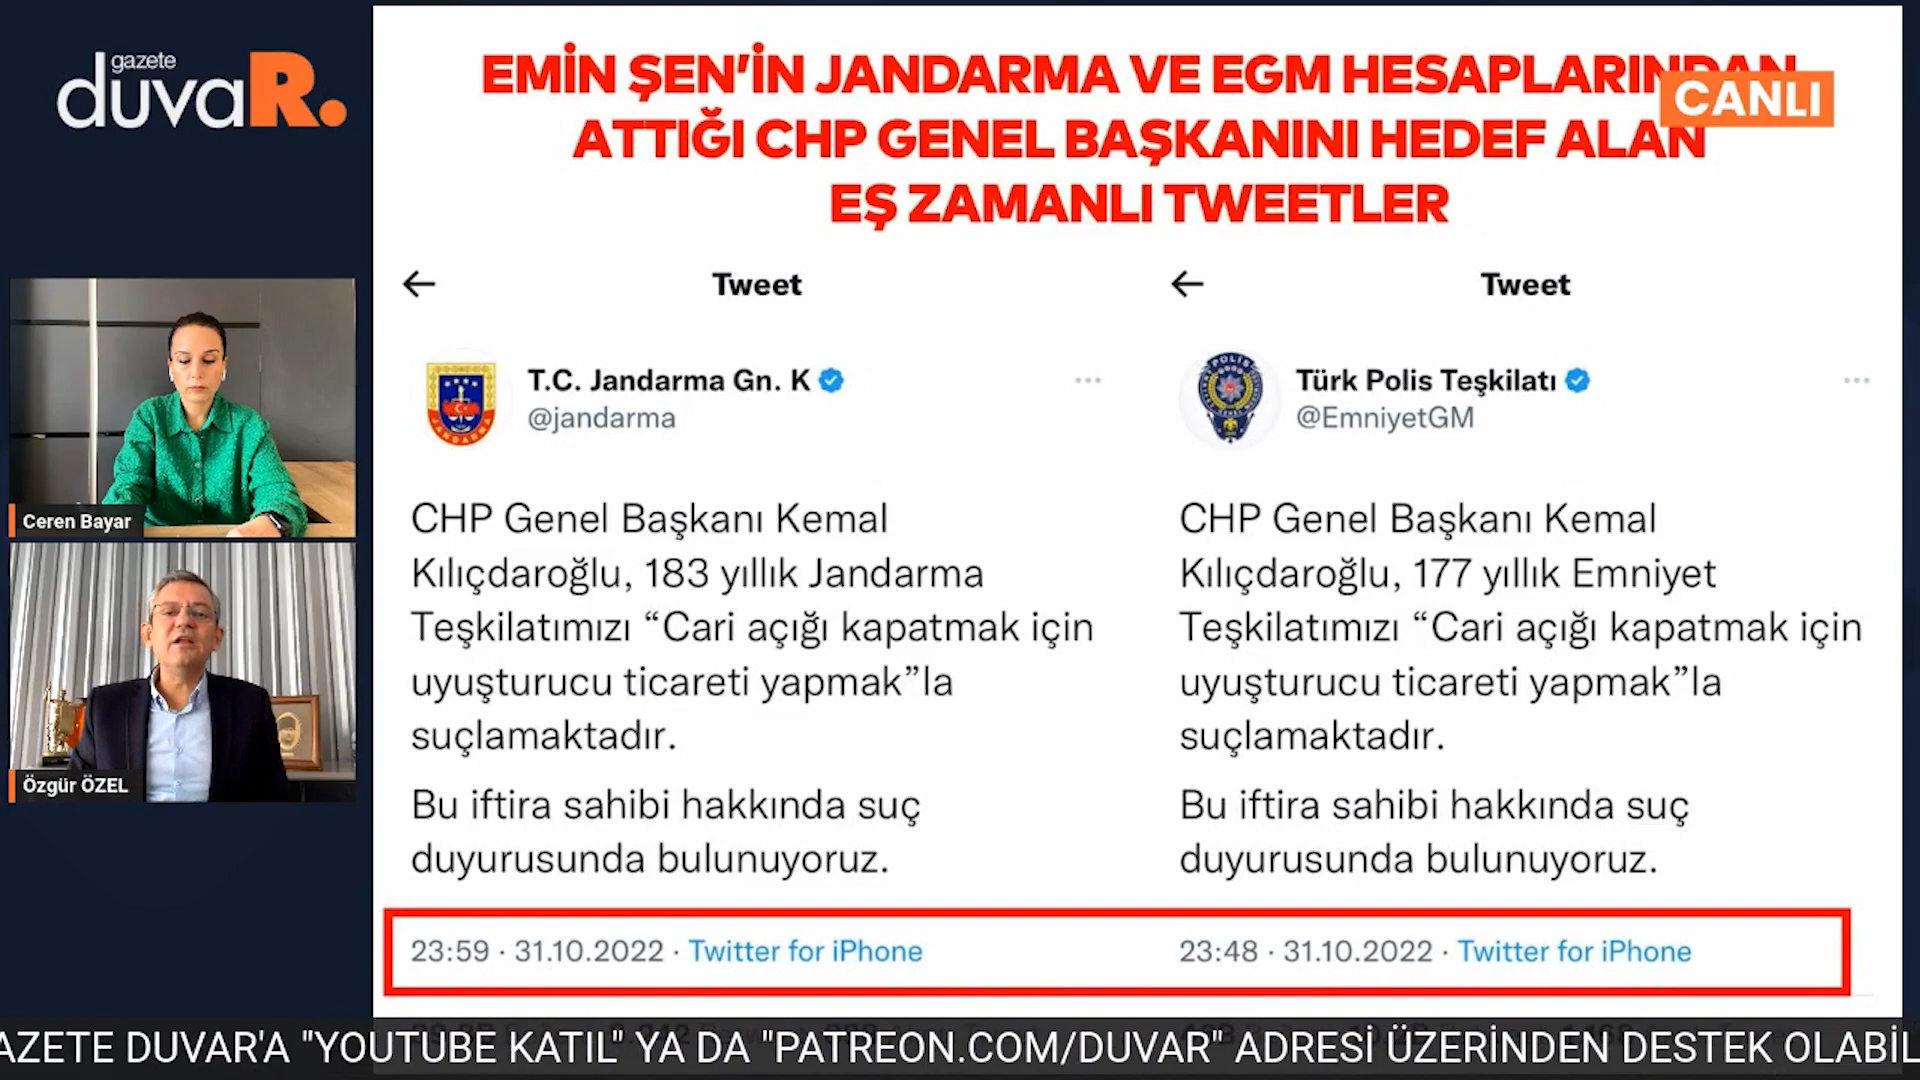 gazete
duvaR.
EMİN ŞEN’İN JANDARMA VE EGM HESAPLARINDAN
CANLI
ATTIĞI CHP GENEL BAŞKANINI HEDEF ALAN
EŞ ZAMANLI TWEETLER
Tweet
T.C. Jandarma Gn. K
@jandarma
JANDARMA
CHP Genel Başkanı Kemal
Kılıçdaroğlu, 183 yıllık Jandarma
Teşkilatımızı “Cari açığı kapatmak için
uyuşturucu ticareti yapmak”la
suçlamaktadır.
Bu iftira sahibi hakkında suç
duyurusunda bulunuyoruz.
23:59 · 31.10.2022 · Twitter for iPhone
Tweet
Türk Polis Teşkilatı
@EmniyetGM
POLİS
CHP Genel Başkanı Kemal
Kılıçdaroğlu, 177 yıllık Emniyet
Teşkilatımızı “Cari açığı kapatmak için
uyuşturucu ticareti yapmak”la
suçlamaktadır.
Bu iftira sahibi hakkında suç
duyurusunda bulunuyoruz.
23:48 · 31.10.2022 · Twitter for iPhone
Ceren Bayar
Özgür ÖZEL
AZETE DUVAR'A "YOUTUBE KATIL" YA DA "PATREON.COM/DUVAR" ADRESİ ÜZERİNDEN DESTEK OLABİL